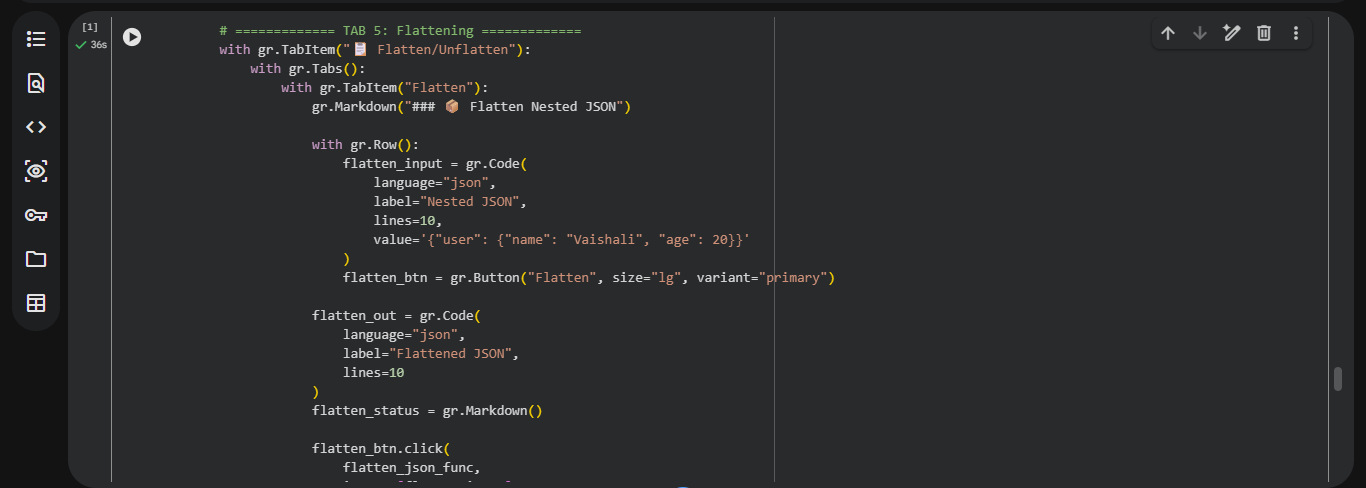 [1]
36s
# ============= TAB 5: Flattening =============
with gr.TabItem("📋 Flatten/Unflatten"):
with gr.Tabs():
with gr.TabItem("Flatten"):
gr.Markdown("### 📦 Flatten Nested JSON")
with gr.Row():
flatten_input = gr.Code(
language="json",
label="Nested JSON",
lines=10,
value='{"user": {"name": "Vaishali", "age": 20}}'
)
flatten_btn = gr.Button("Flatten", size="lg", variant="primary")
flatten_out = gr.Code(
language="json",
label="Flattened JSON",
lines=10
)
flatten_status = gr.Markdown()
flatten_btn.click(
flatten_json_func,